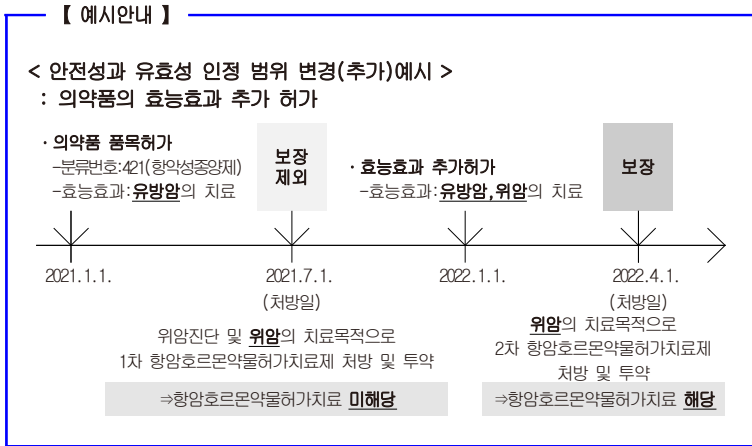 【 예시안내 】
< 안전성과 유효성 인정 범위 변경(추가)예시 >
: 의약품의 효능효과 추가 허가
· 의약품 품목허가
-분류번호:421(항악성종양제)
-효능효과:유방암의 치료
보장
제외
· 효능효과 추가허가
-효능효과:유방암,위암의 치료
보장
2021.1.1.
2021.7.1.
(처방일)
2022.1.1.
2022.4.1.
(처방일)
위암진단 및 위암의 치료목적으로
1차 항암호르몬약물허가치료제 처방 및 투약
⇒항암호르몬약물허가치료 미해당
위암의 치료목적으로
2차 항암호르몬약물허가치료제
처방 및 투약
⇒항암호르몬약물허가치료 해당